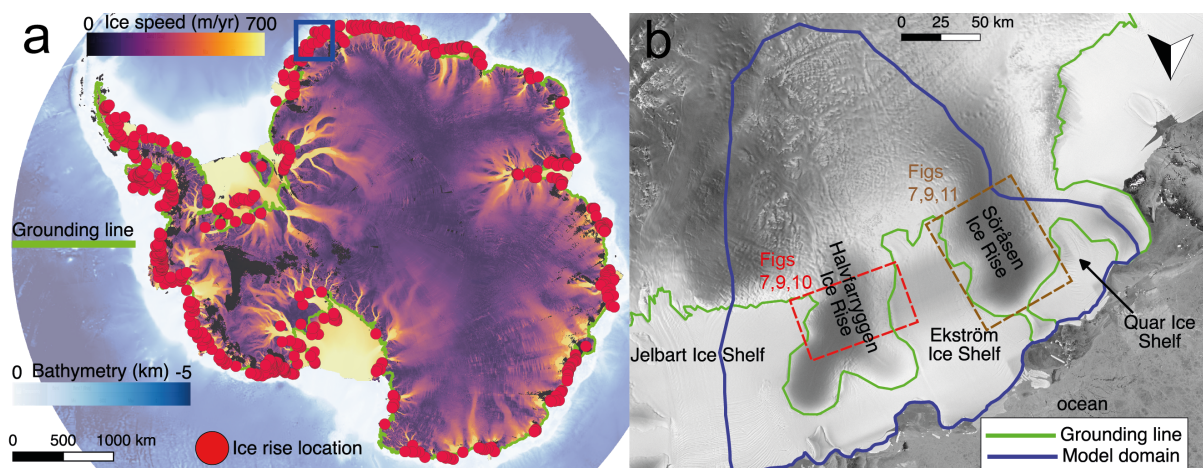 a
0 Ice speed (m/yr) 700
Grounding line
0 Bathymetry (km) -5
0 500 1000 km
Ice rise location
b
0 25 50 km
Figs
7,9,11
Söråsen
Ice Rise
Figs
7,9,10
Halvfarryggen
Ice Rise
Jelbart Ice Shelf
Ekström
Ice Shelf
Quar Ice
Shelf
ocean
Grounding line
Model domain